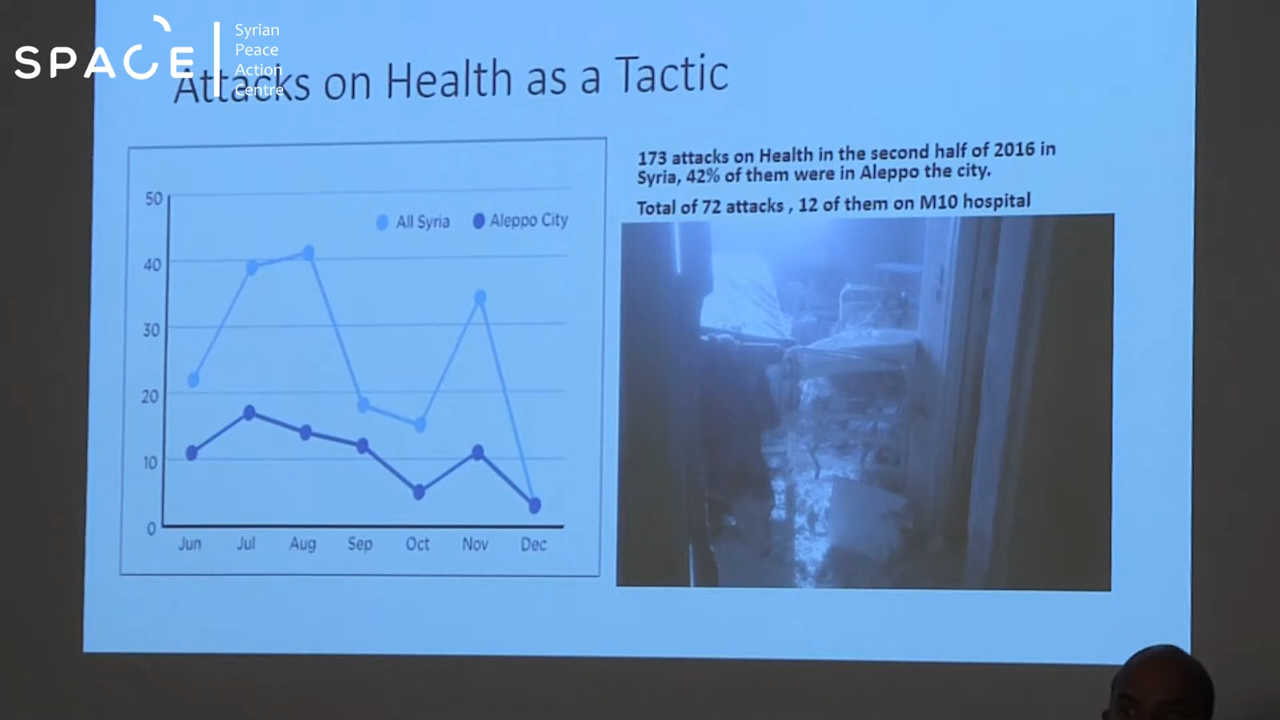 SPACE
Syrian
Peace
Action
Centre
Attacks on Health as a Tactic
173 attacks on Health in the second half of 2016 in
Syria, 42% of them were in Aleppo the city.
Total of 72 attacks , 12 of them on M10 hospital
All Syria
Aleppo City
50
40
30
20
10
0
Jun Jul Aug Sep Oct Nov Dec